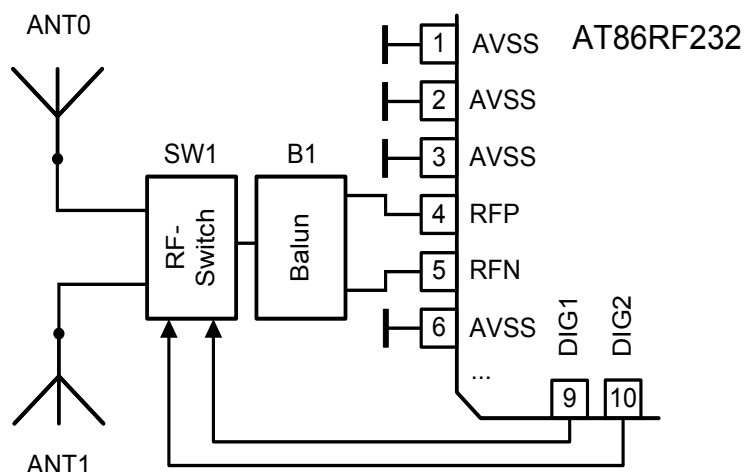 ANT0
AT86RF232
1 AVSS
2 AVSS
3 AVSS
SW1
B1
RF-
Switch
Balun
4 RFP
5 RFN
6 AVSS
...
DIG1
DIG2
9
10
ANT1